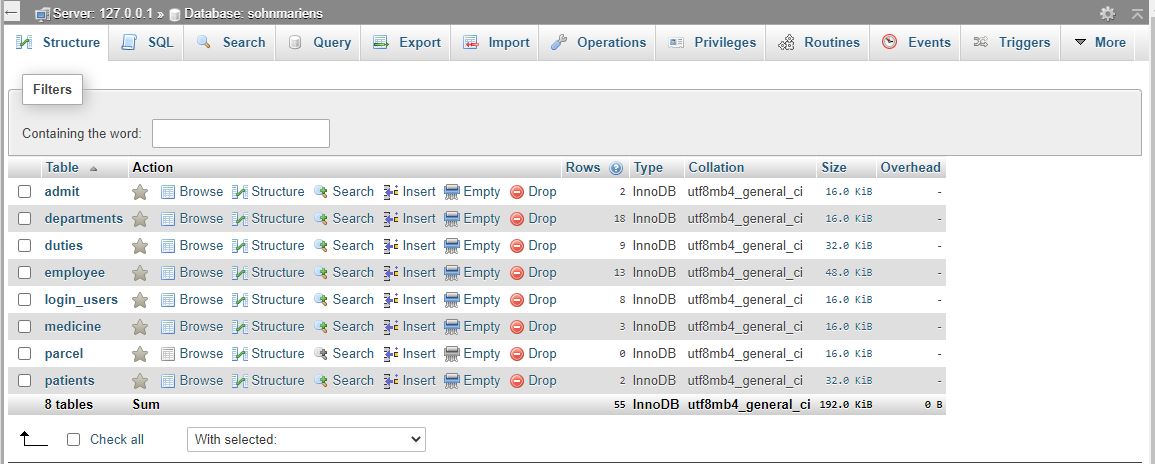 Server: 127.0.0.1 » Database: sohnmariens
Structure SQL Search Query Export Import Operations Privileges Routines Events Triggers More
Filters
Containing the word:
Table Action Rows Type Collation Size Overhead
admit Browse Structure Search Insert Empty Drop 2 InnoDB utf8mb4_general_ci 16.0 KiB -
departments Browse Structure Search Insert Empty Drop 18 InnoDB utf8mb4_general_ci 16.0 KiB -
duties Browse Structure Search Insert Empty Drop 9 InnoDB utf8mb4_general_ci 32.0 KiB -
employee Browse Structure Search Insert Empty Drop 13 InnoDB utf8mb4_general_ci 48.0 KiB -
login_users Browse Structure Search Insert Empty Drop 8 InnoDB utf8mb4_general_ci 16.0 KiB -
medicine Browse Structure Search Insert Empty Drop 3 InnoDB utf8mb4_general_ci 16.0 KiB -
parcel Browse Structure Search Insert Empty Drop 0 InnoDB utf8mb4_general_ci 16.0 KiB -
patients Browse Structure Search Insert Empty Drop 2 InnoDB utf8mb4_general_ci 32.0 KiB -
8 tables Sum 55 InnoDB utf8mb4_general_ci 192.0 KiB 0 B
Check all With selected: